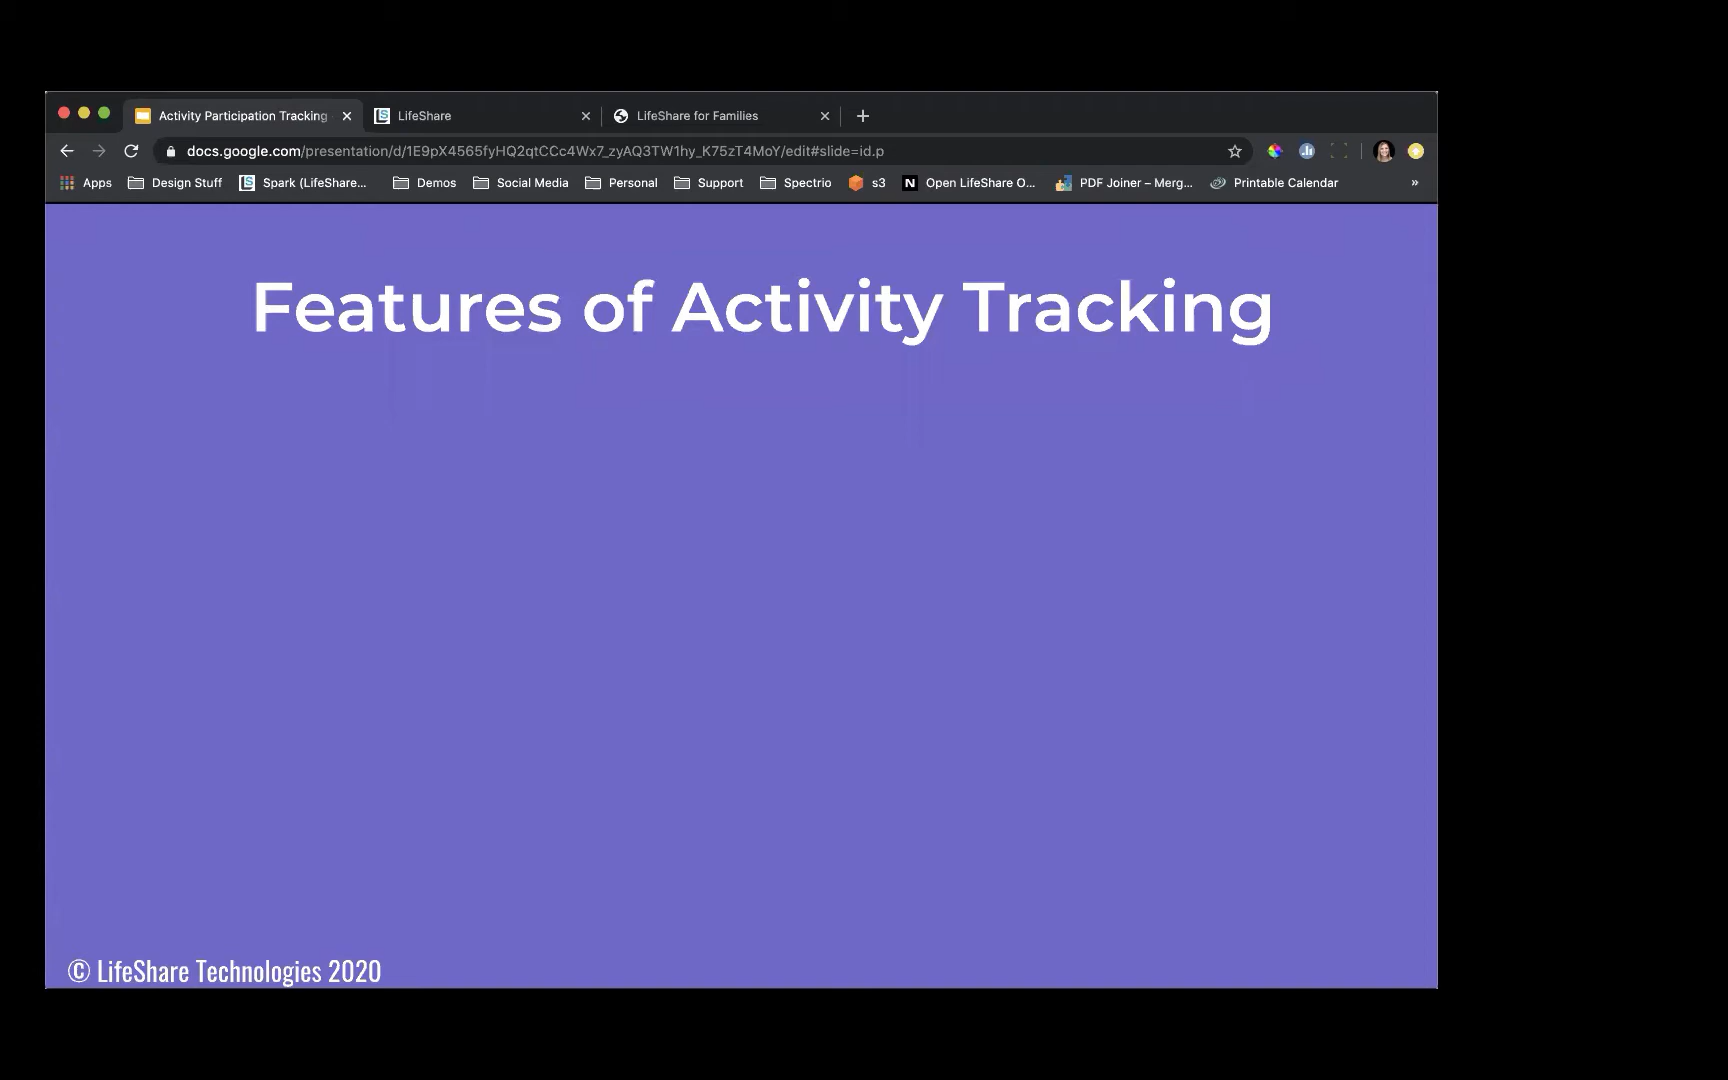 Activity Participation Tracking
LifeShare
LifeShare for Families
docs.google.com/presentation/d/1E9pX4565fyHQ2qtCCc4Wx7_zyAQ3TW1hy_K75zT4MoY/edit#slide=id.p
Apps
Design Stuff
Spark (LifeShare...
Demos
Social Media
Personal
Support
Spectrio
s3
Open LifeShare O...
PDF Joiner – Merg...
Printable Calendar
»
Features of Activity Tracking
© LifeShare Technologies 2020